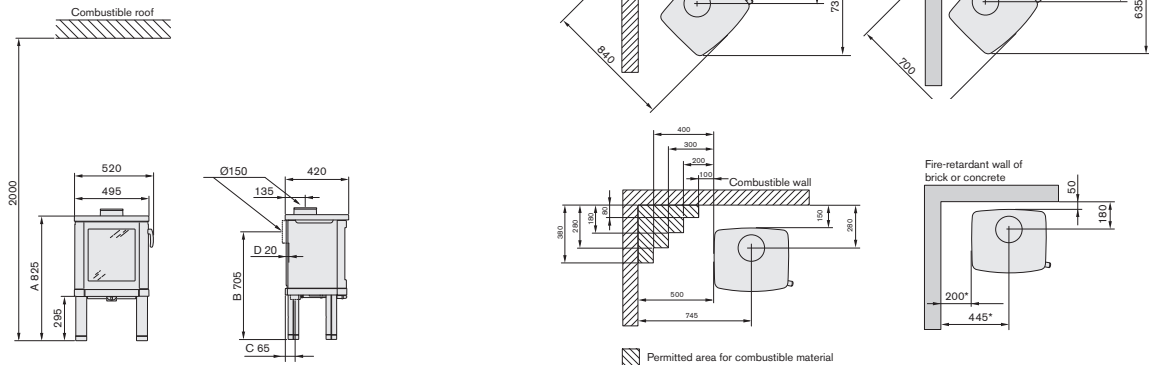 Combustible roof
2000
520
495
A 825
295
Ø150
420
135
D 20
B 705
C 65
840
700
635
400
300
200
100
Combustible wall
380
280
180
80
150
280
500
745
Permitted area for combustible material
Fire-retardant wall of
brick or concrete
50
180
200*
445*